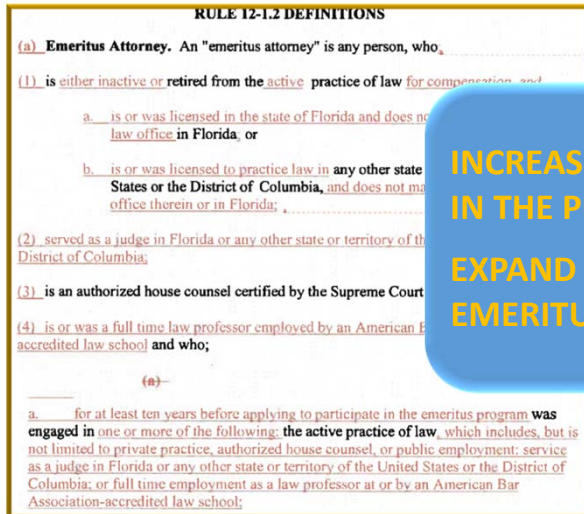 RULE 12-1.2 DEFINITIONS
(a) Emeritus Attorney. An "emeritus attorney" is any person, who
(1) is either inactive or retired from the active practice of law for compensation, and
a. is or was licensed in the state of Florida and does
law office in Florida; or
b. is or was licensed to practice law in any other state
States or the District of Columbia, and does not
office therein or in Florida;
(2) served as a judge in Florida or any other state or territory of
District of Columbia;
(3) is an authorized house counsel certified by the Supreme Court
(4) is or was a full time law professor employed by an American
accredited law school and who;
(a)
a. for at least ten years before applying to participate in the emeritus program was
engaged in one or more of the following: the active practice of law, which includes, but is
not limited to private practice, authorized house counsel, or public employment; service
as a judge in Florida or any other state or territory of the United States or the District of
Columbia; or full time employment as a law professor at or by an American Bar
Association-accredited law school;
INCREAS
IN THE P
EXPAND
EMERITU